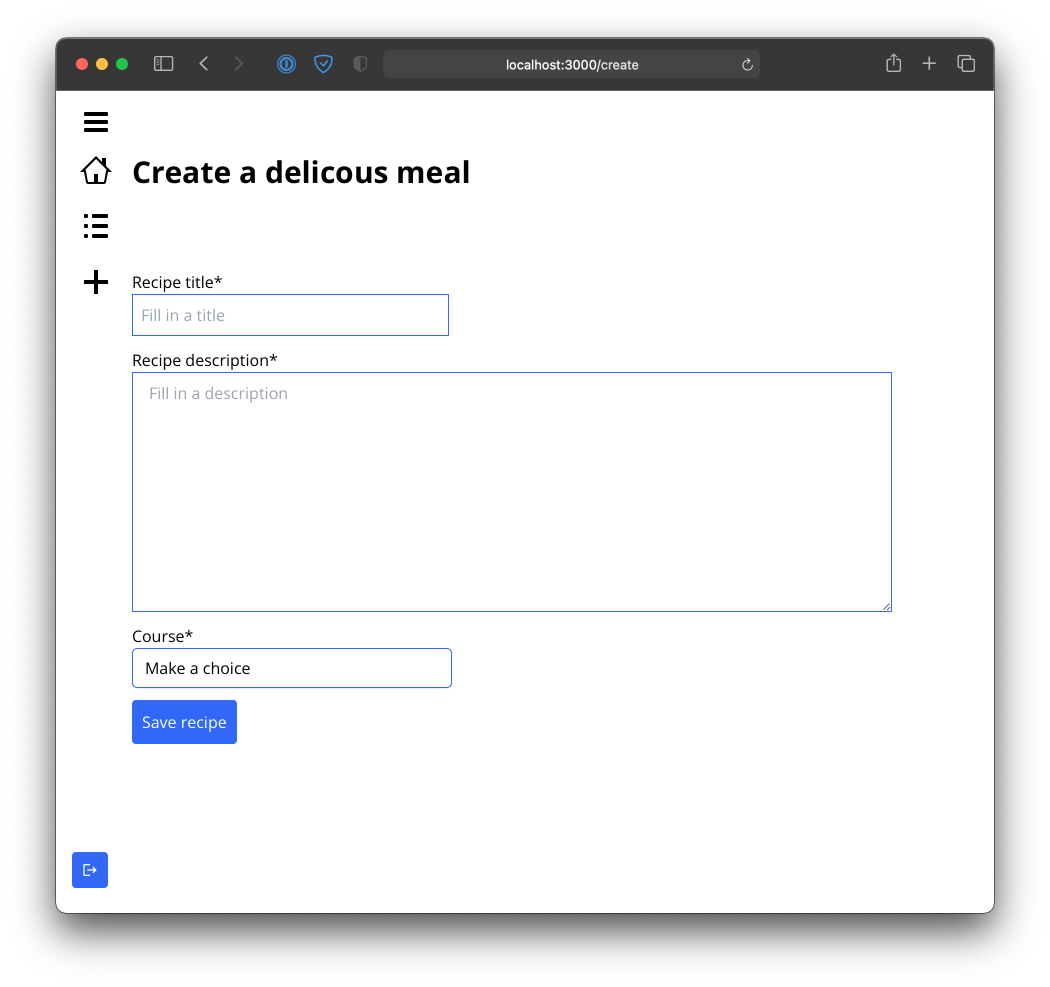 localhost:3000/create
Create a delicous meal
Recipe title*
Fill in a title
Recipe description*
Fill in a description
Course*
Make a choice
Save recipe